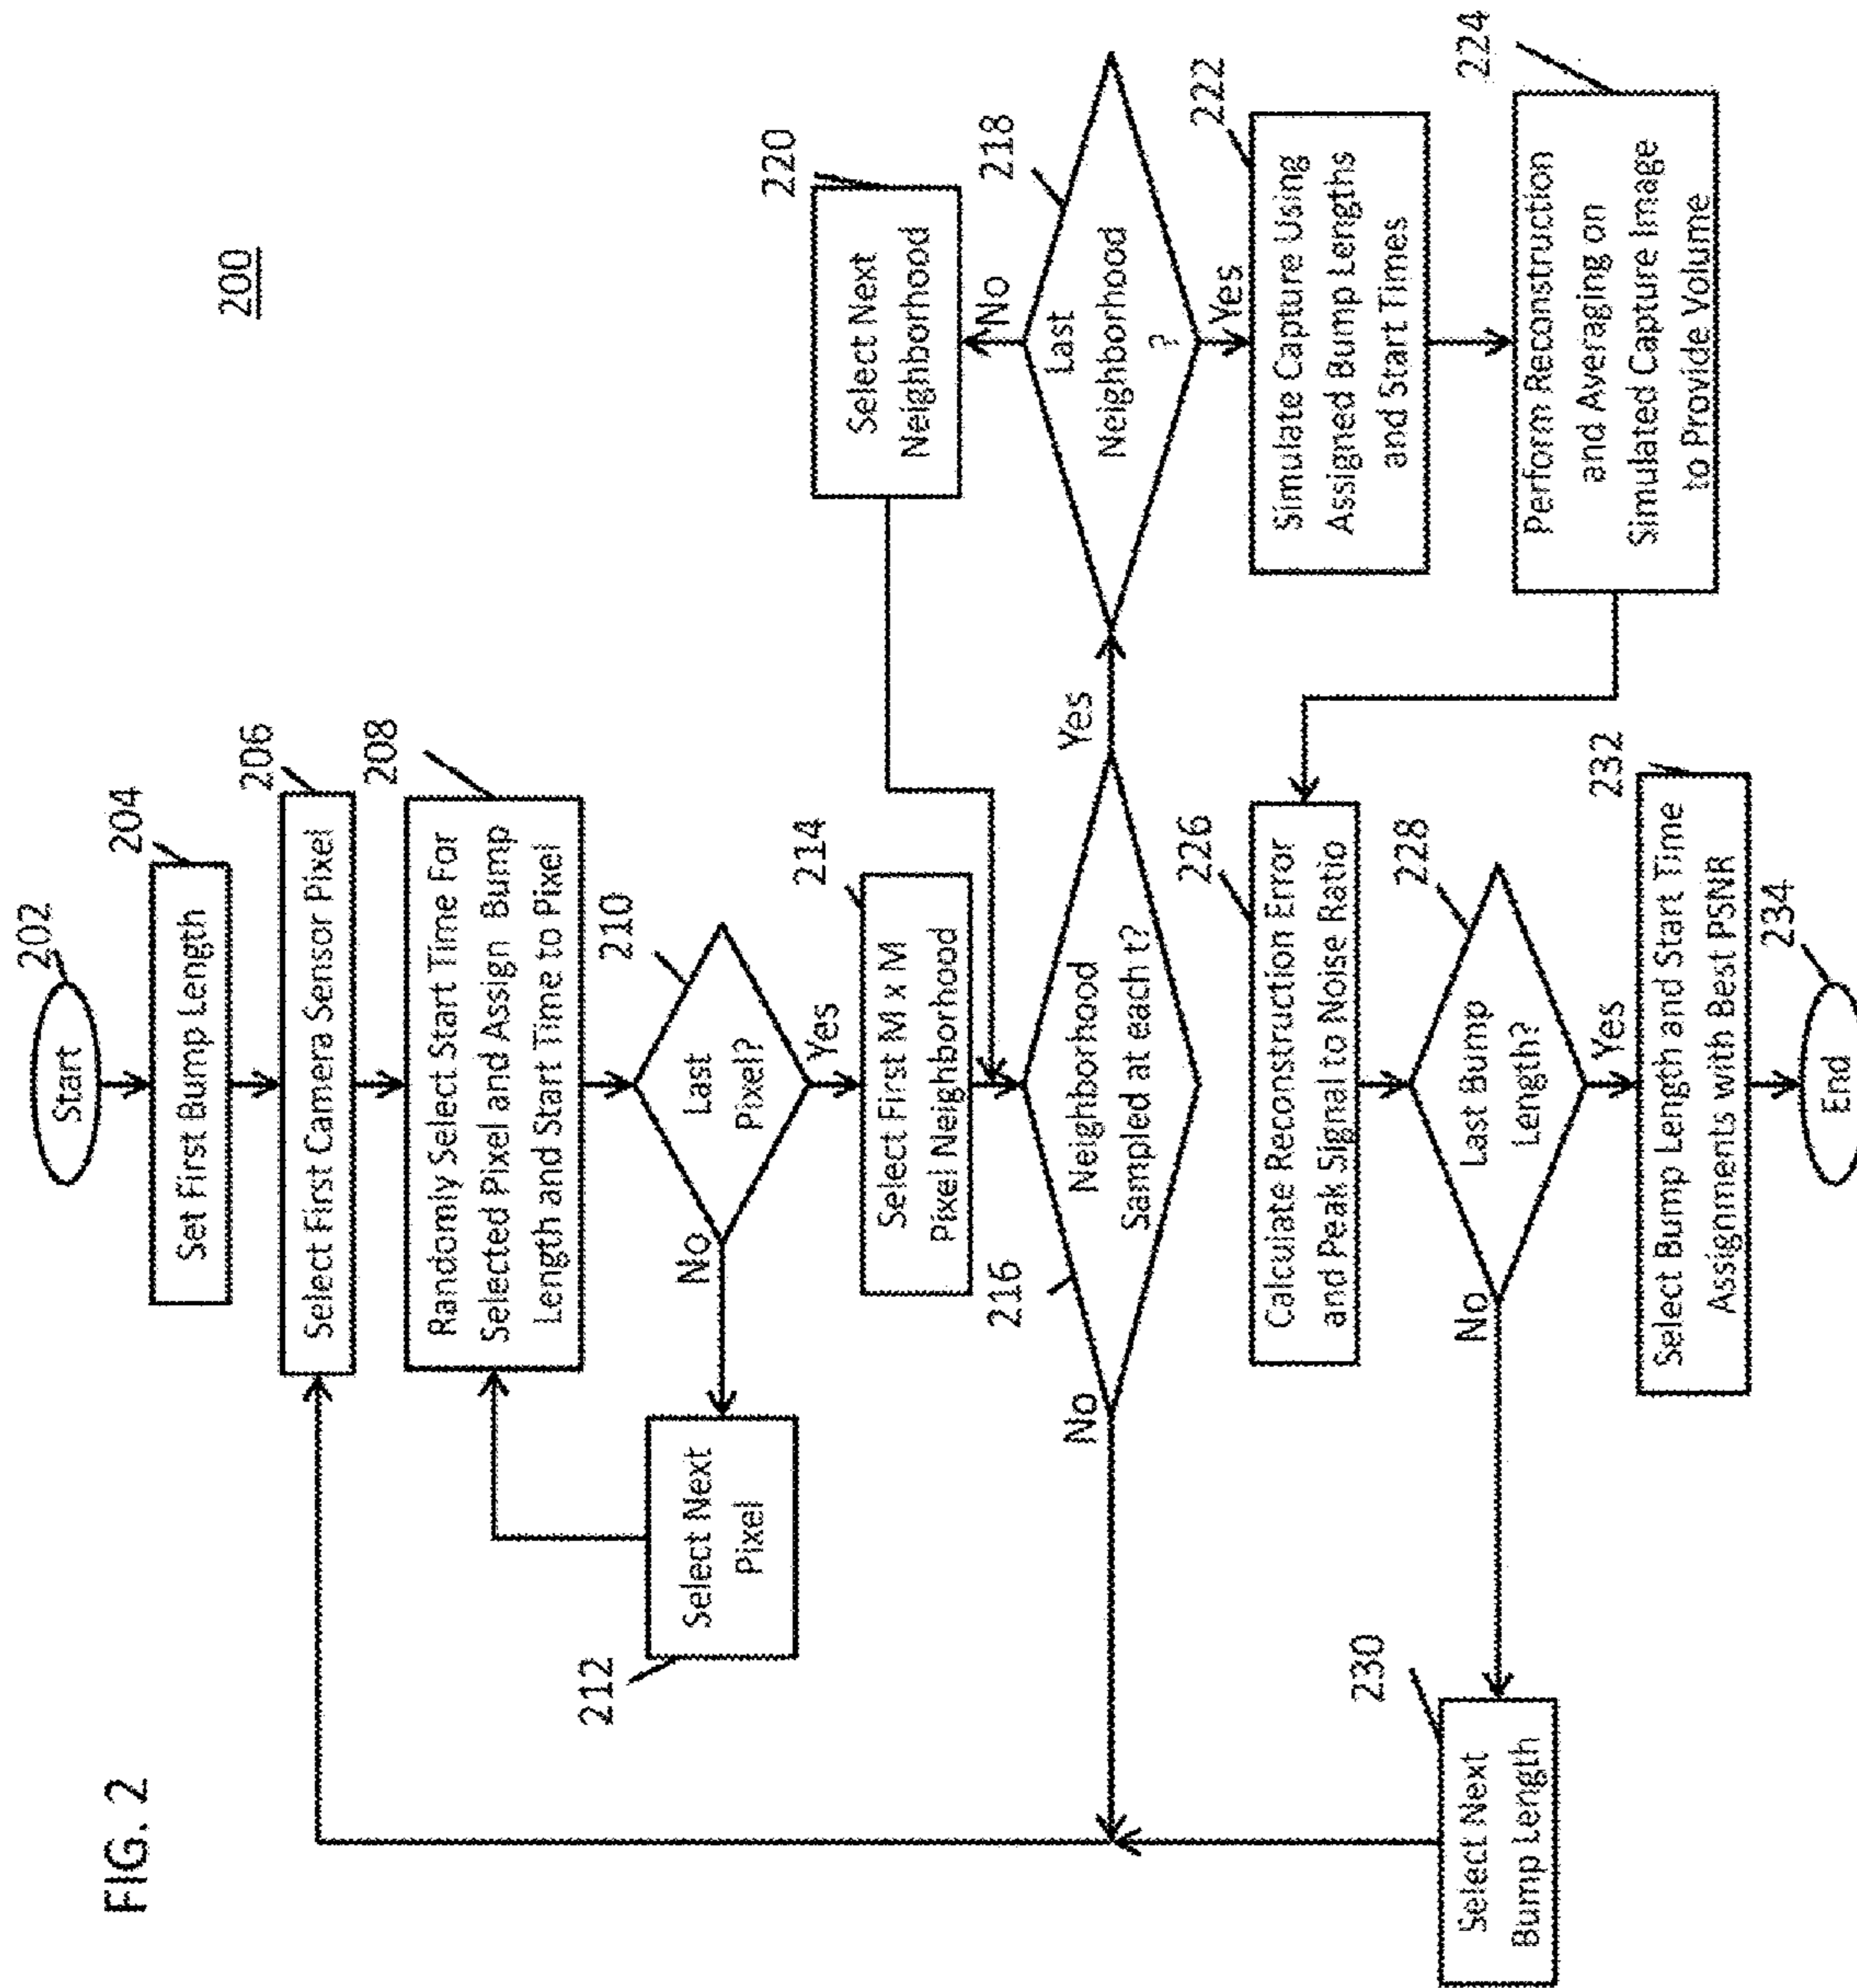 FIG. 2
200
202
Start
204
Set First Bump Length
206
Select First Camera Sensor Pixel
208
Randomly Select Start Time For
Selected Pixel and Assign Bump
Length and Start Time to Pixel
210
Last
Pixel?
No
Yes
212
Select Next
Pixel
214
Select First M x M
Pixel Neighborhood
216
Neighborhood
Sampled at each t?
No
Yes
218
Last
Neighborhood
?
No
Yes
220
Select Next
Neighborhood
222
Simulate Capture Using
Assigned Bump Lengths
and Start Times
224
Perform Reconstruction
and Averaging on
Simulated Capture Image
to Provide Volume
226
Calculate Reconstruction Error
and Peak Signal to Noise Ratio
228
Last Bump
Length?
No
Yes
230
Select Next
Bump Length
232
Select Bump Length and Start Time
Assignments with Best PSNR
234
End